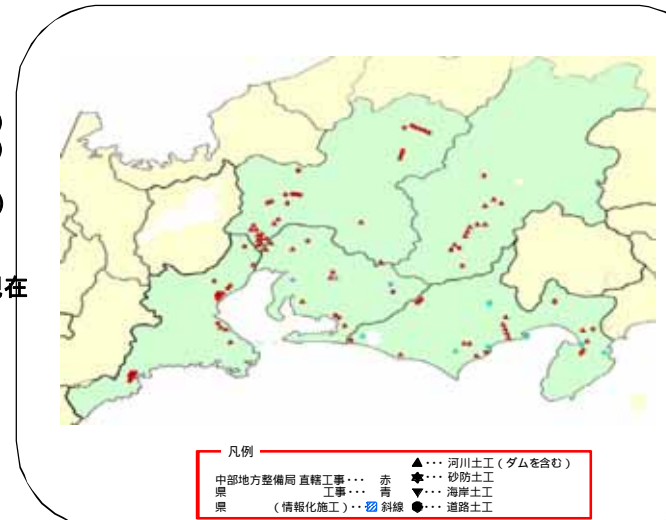 )
)
)
現在
凡例
▲・・・ 河川土工 ( ダムを含む )
中部地方整備局 直轄工事・・・ 赤 ・・・ 砂防土工
県 工事・・・ 青 ▼・・・ 海岸土工
県 ( 情報化施工 )・・ 斜線 ●・・・ 道路土工